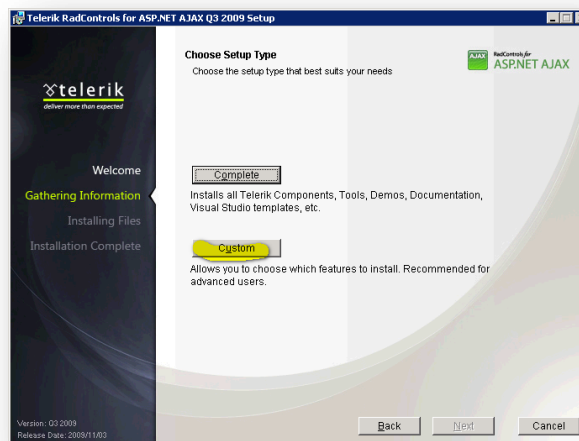 Telerik RadControls for ASP.NET AJAX Q3 2009 Setup
Choose Setup Type
Choose the setup type that best suits your needs
AJAX
RadControls for
ASP.NET AJAX
telerik
deliver more than expected
Welcome
Gathering Information
Installing Files
Installation Complete
Complete
Installs all Telerik Components, Tools, Demos, Documentation,
Visual Studio templates, etc.
Custom
Allows you to choose which features to install. Recommended for
advanced users.
Version: Q3 2009
Release Date: 2009/11/03
Back
Next
Cancel